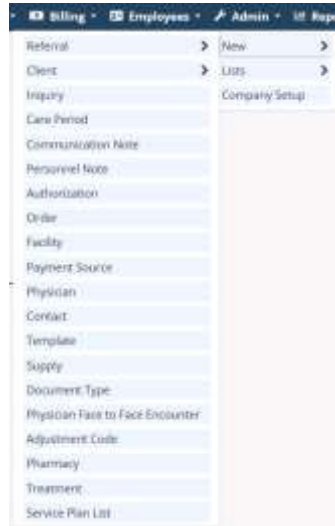 Billing Employees Admin Rep
Referral New
Client Lists
Inquiry Company Setup
Care Period
Communication Note
Personnel Note
Authorization
Order
Facility
Payment Source
Physician
Contact
Template
Supply
Document Type
Physician Face to Face Encounter
Adjustment Code
Pharmacy
Treatment
Service Plan List